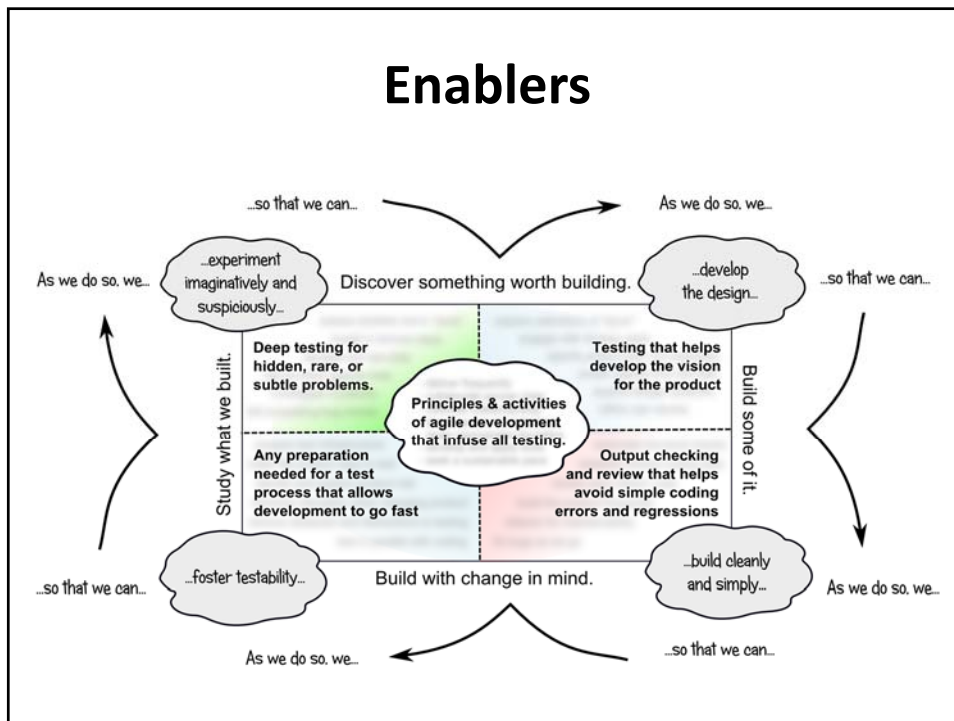 Enablers
...so that we can...
As we do so. we...
As we do so. we...
...experiment
imaginatively and
suspiciously...
Discover something worth building.
...develop
the design...
...so that we can...
Study what we built.
Deep testing for
hidden, rare, or
subtle problems.
Testing that helps
develop the vision
for the product
Principles & activities
of agile development
that infuse all testing.
Build some of it.
Any preparation
needed for a test
process that allows
development to go fast
Output checking
and review that helps
avoid simple coding
errors and regressions
...so that we can...
...foster testability...
Build with change in mind.
...build cleanly
and simply...
As we do so. we...
As we do so. we...
...so that we can...